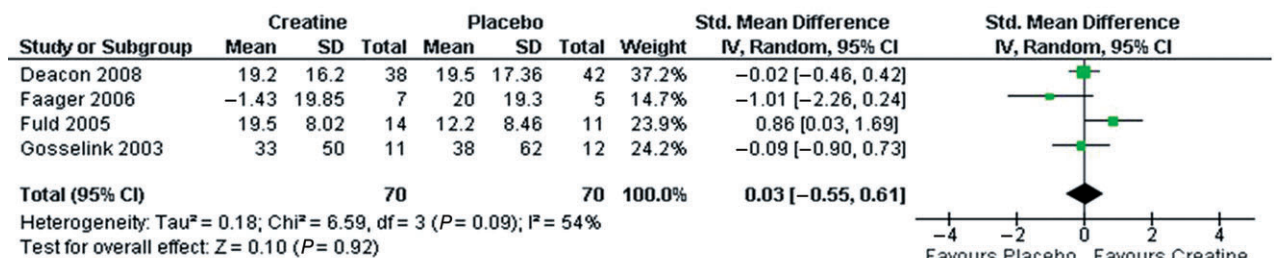 Creatine Placebo Std. Mean Difference Std. Mean Difference
Study or Subgroup Mean SD Total Mean SD Total Weight IV, Random, 95% CI IV, Random, 95% CI
Deacon 2008 19.2 16.2 38 19.5 17.36 42 37.2% −0.02 [−0.46, 0.42]
Faager 2006 −1.43 19.85 7 20 19.3 5 14.7% −1.01 [−2.26, 0.24]
Fuld 2005 19.5 8.02 14 12.2 8.46 11 23.9% 0.86 [0.03, 1.69]
Gosselink 2003 33 50 11 38 62 12 24.2% −0.09 [−0.90, 0.73]
Total (95% CI) 70 70 100.0% 0.03 [−0.55, 0.61]
Heterogeneity: Tau² = 0.18; Chi² = 6.59, df = 3 (P = 0.09); I² = 54%
Test for overall effect: Z = 0.10 (P = 0.92)
−4 −2 0 2 4
Favours Placebo Favours Creatine